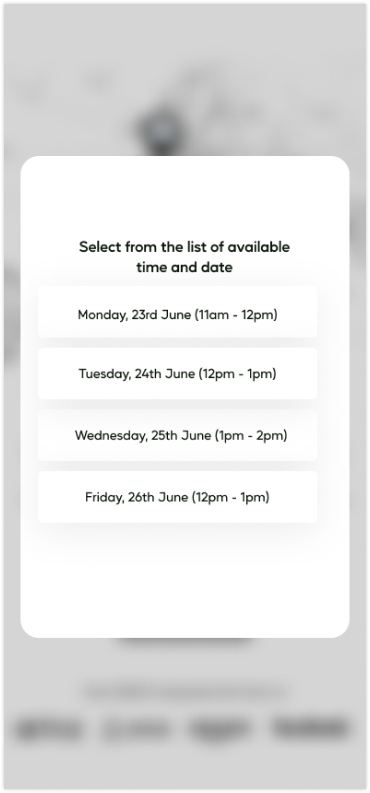 Select from the list of available
time and date
Monday, 23rd June (11am - 12pm)
Tuesday, 24th June (12pm - 1pm)
Wednesday, 25th June (1pm - 2pm)
Friday, 26th June (12pm - 1pm)